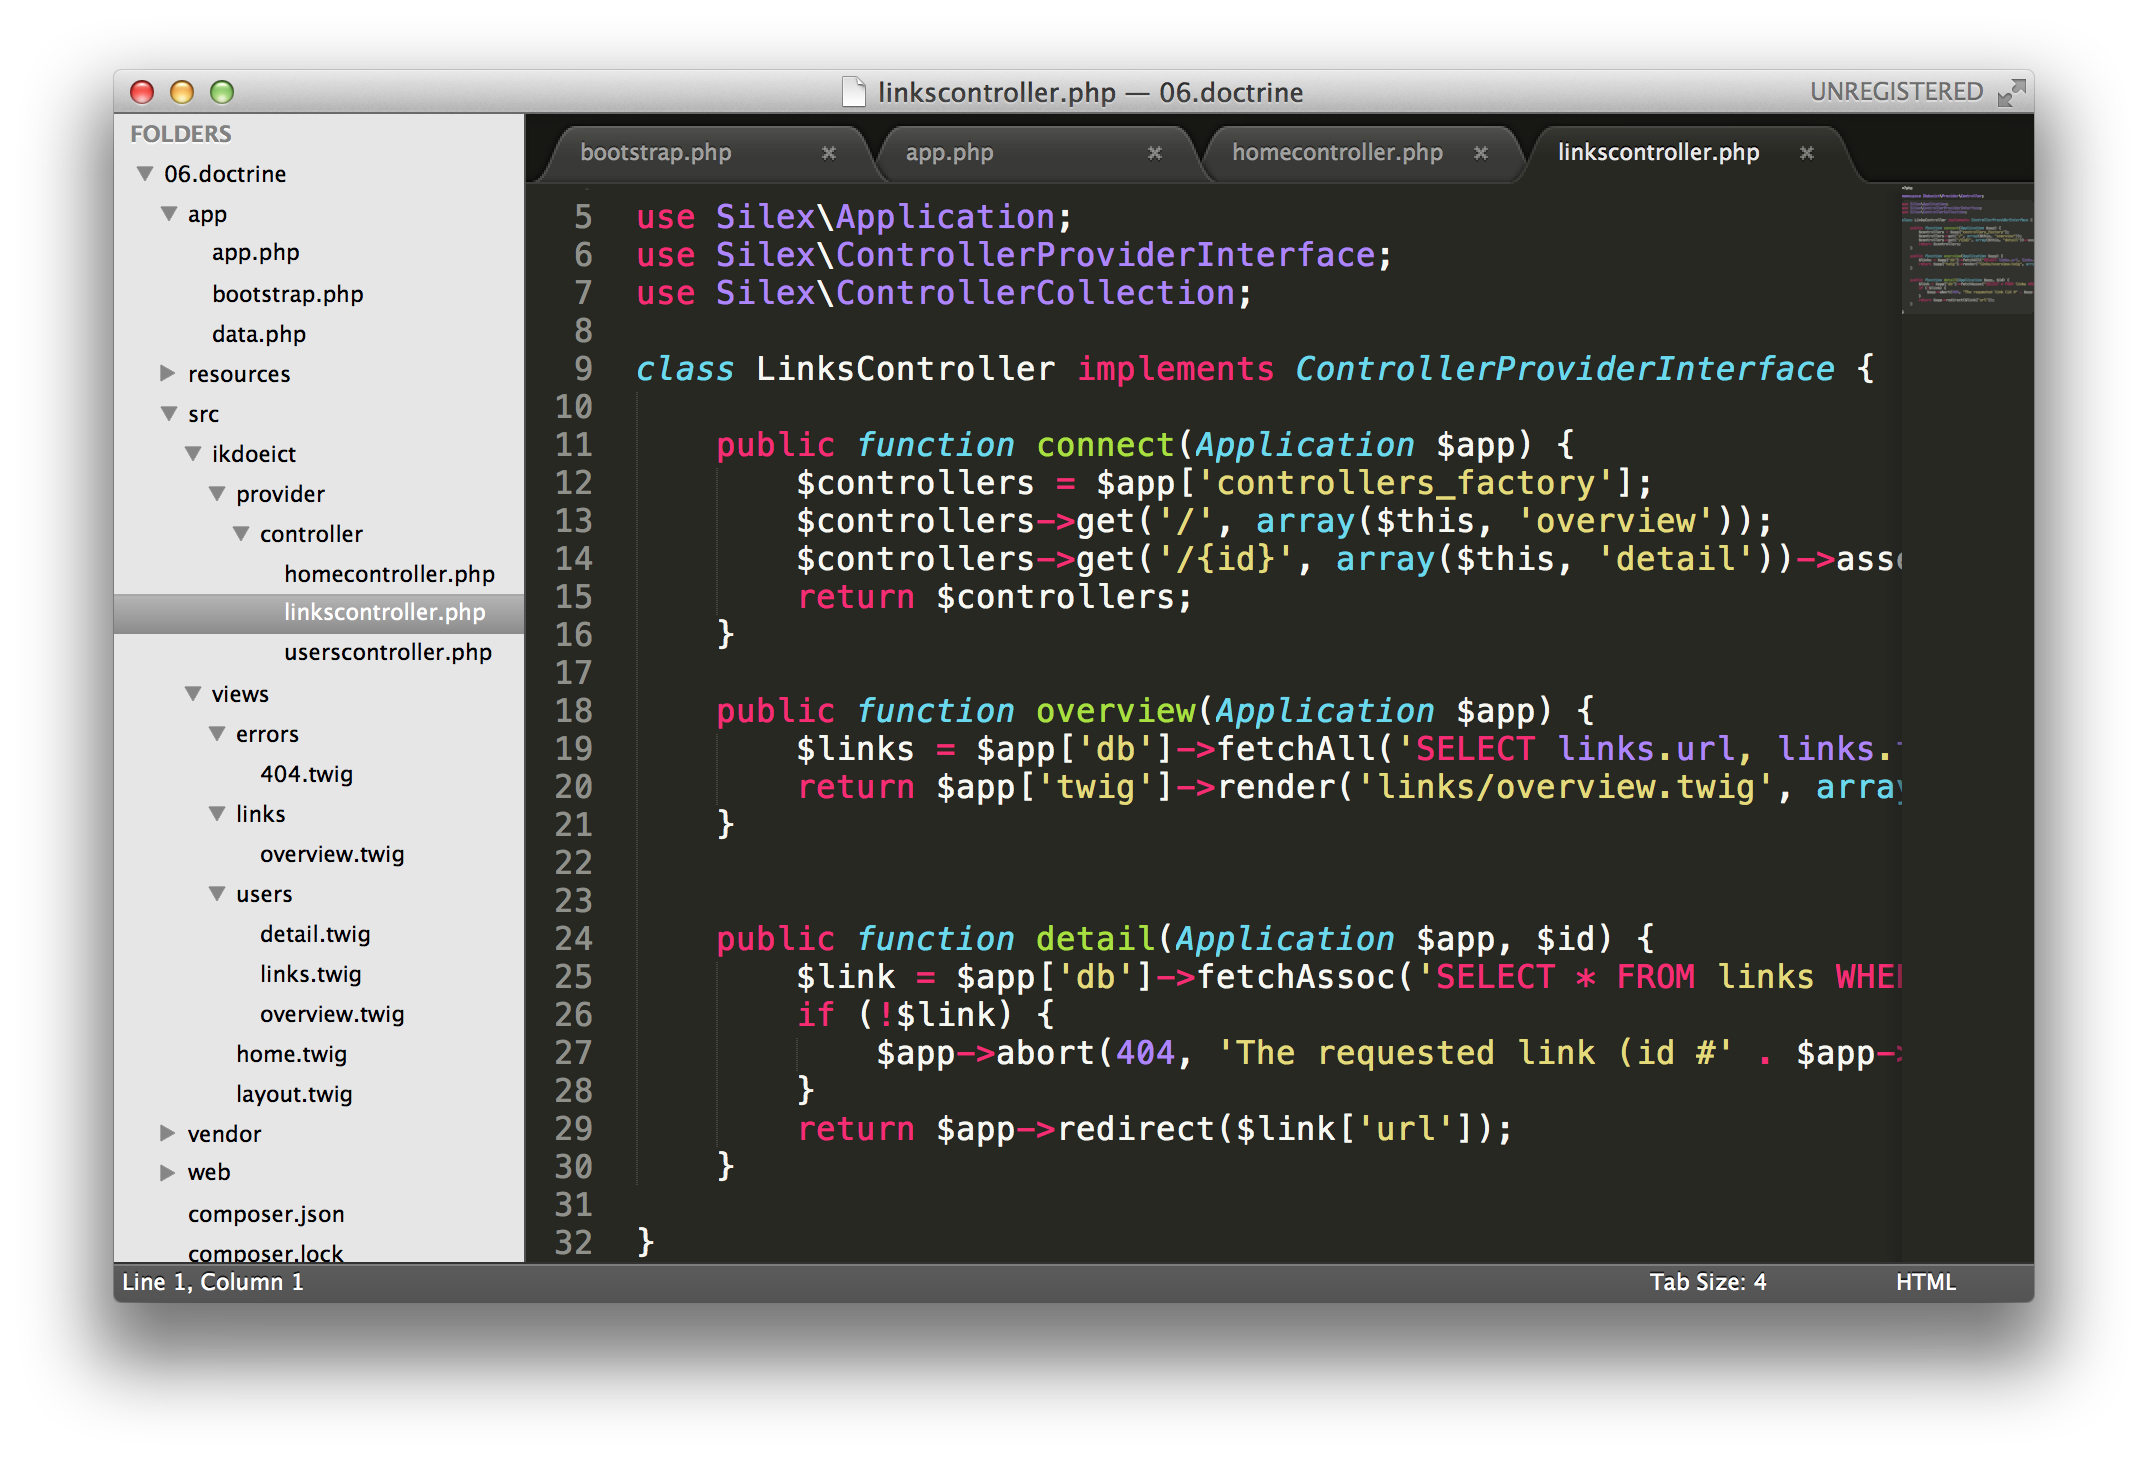 linkscontroller.php — 06.doctrine
UNREGISTERED
FOLDERS
06.doctrine
app
app.php
bootstrap.php
data.php
resources
src
ikdoeict
provider
controller
homecontroller.php
linkscontroller.php
userscontroller.php
views
errors
404.twig
links
overview.twig
users
detail.twig
links.twig
overview.twig
home.twig
layout.twig
vendor
web
composer.json
composer.lock
bootstrap.php × app.php × homecontroller.php × linkscontroller.php ×
5 use Silex\Application;
6 use Silex\ControllerProviderInterface;
7 use Silex\ControllerCollection;
8
9 class LinksController implements ControllerProviderInterface {
10
11 public function connect(Application $app) {
12 $controllers = $app['controllers_factory'];
13 $controllers->get('/', array($this, 'overview'));
14 $controllers->get('/{id}', array($this, 'detail'))->ass
15 return $controllers;
16 }
17
18 public function overview(Application $app) {
19 $links = $app['db']->fetchAll('SELECT links.url, links.
20 return $app['twig']->render('links/overview.twig', array
21 }
22
23
24 public function detail(Application $app, $id) {
25 $link = $app['db']->fetchAssoc('SELECT * FROM links WHE
26 if (!$link) {
27 $app->abort(404, 'The requested link (id #' . $app->
28 }
29 return $app->redirect($link['url']);
30 }
31
32 }
Line 1, Column 1
Tab Size: 4
HTML